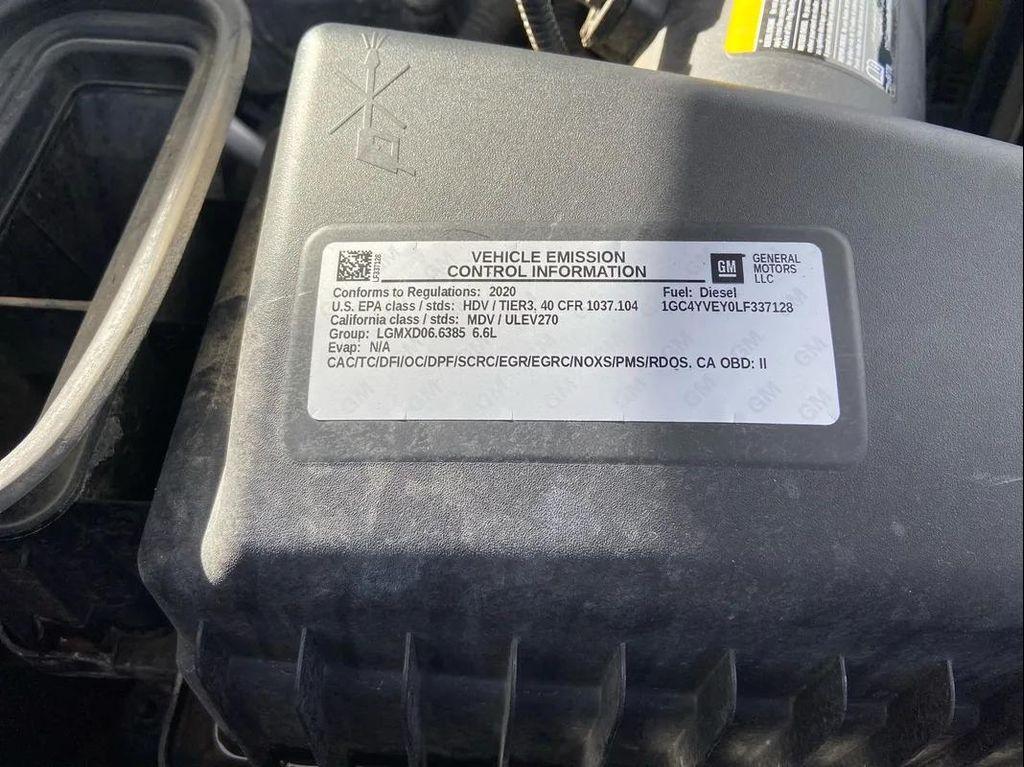 LF337128
VEHICLE EMISSION
CONTROL INFORMATION
GM
GENERAL
MOTORS
LLC
Conforms to Regulations: 2020
Fuel: Diesel
U.S. EPA class / stds: HDV / TIER3, 40 CFR 1037.104
1GC4YVEY0LF337128
California class / stds: MDV / ULEV270
Group: LGMXD06.6385 6.6L
Evap: N/A
CAC/TC/DFI/OC/DPF/SCRC/EGR/EGRC/NOXS/PMS/RDQS, CA OBD: II